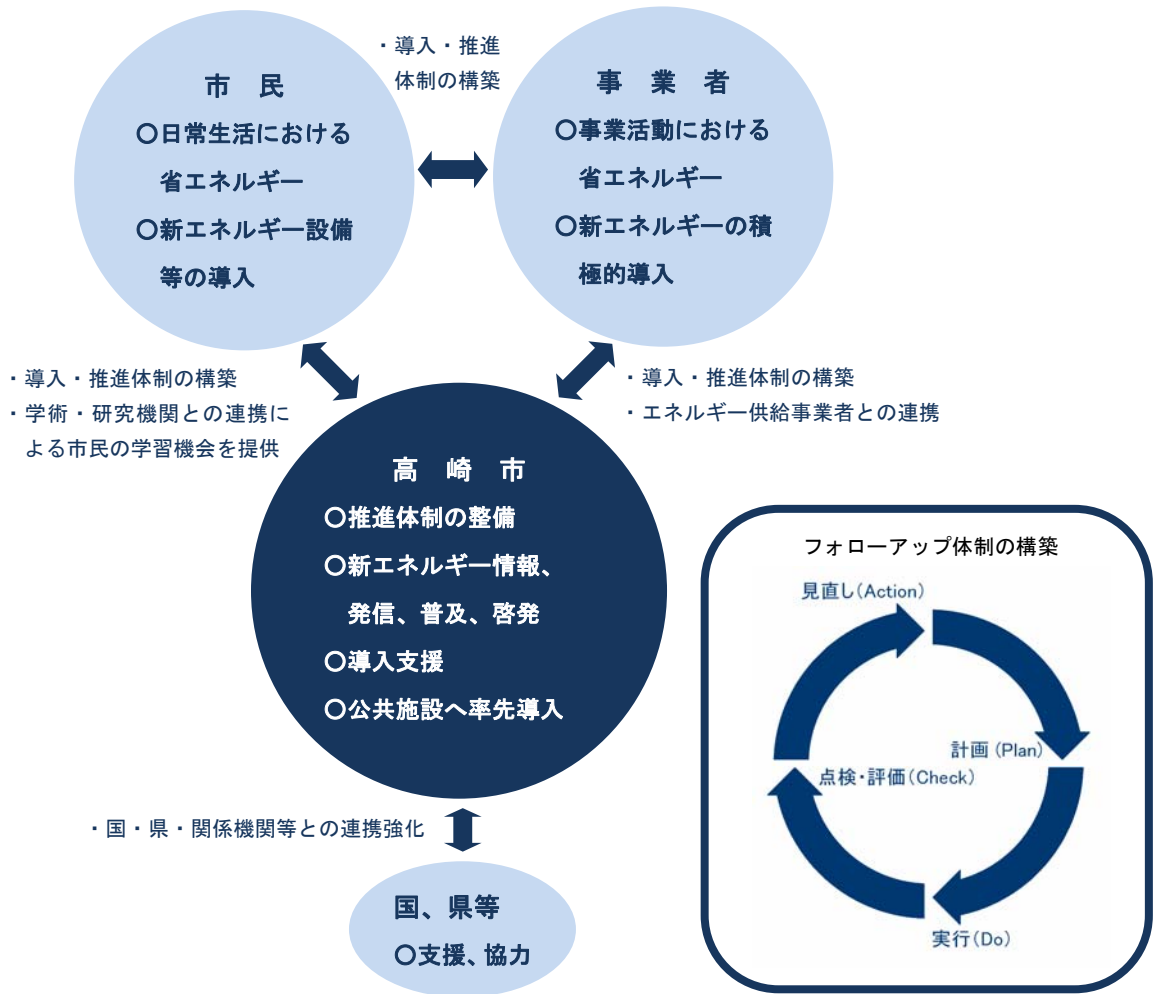 ・導入・推進
体制の構築
市　民
○日常生活における
省エネルギー
○新エネルギー設備
等の導入
事　業　者
○事業活動における
省エネルギー
○新エネルギーの積
極的導入
・導入・推進体制の構築
・学術・研究機関との連携に
よる市民の学習機会を提供
・導入・推進体制の構築
・エネルギー供給事業者との連携
高　崎　市
○推進体制の整備
○新エネルギー情報、
発信、普及、啓発
○導入支援
○公共施設へ率先導入
・国・県・関係機関等との連携強化
国、県等
○支援、協力
フォローアップ体制の構築
見直し(Action)
計画 (Plan)
点検・評価(Check)
実行(Do)